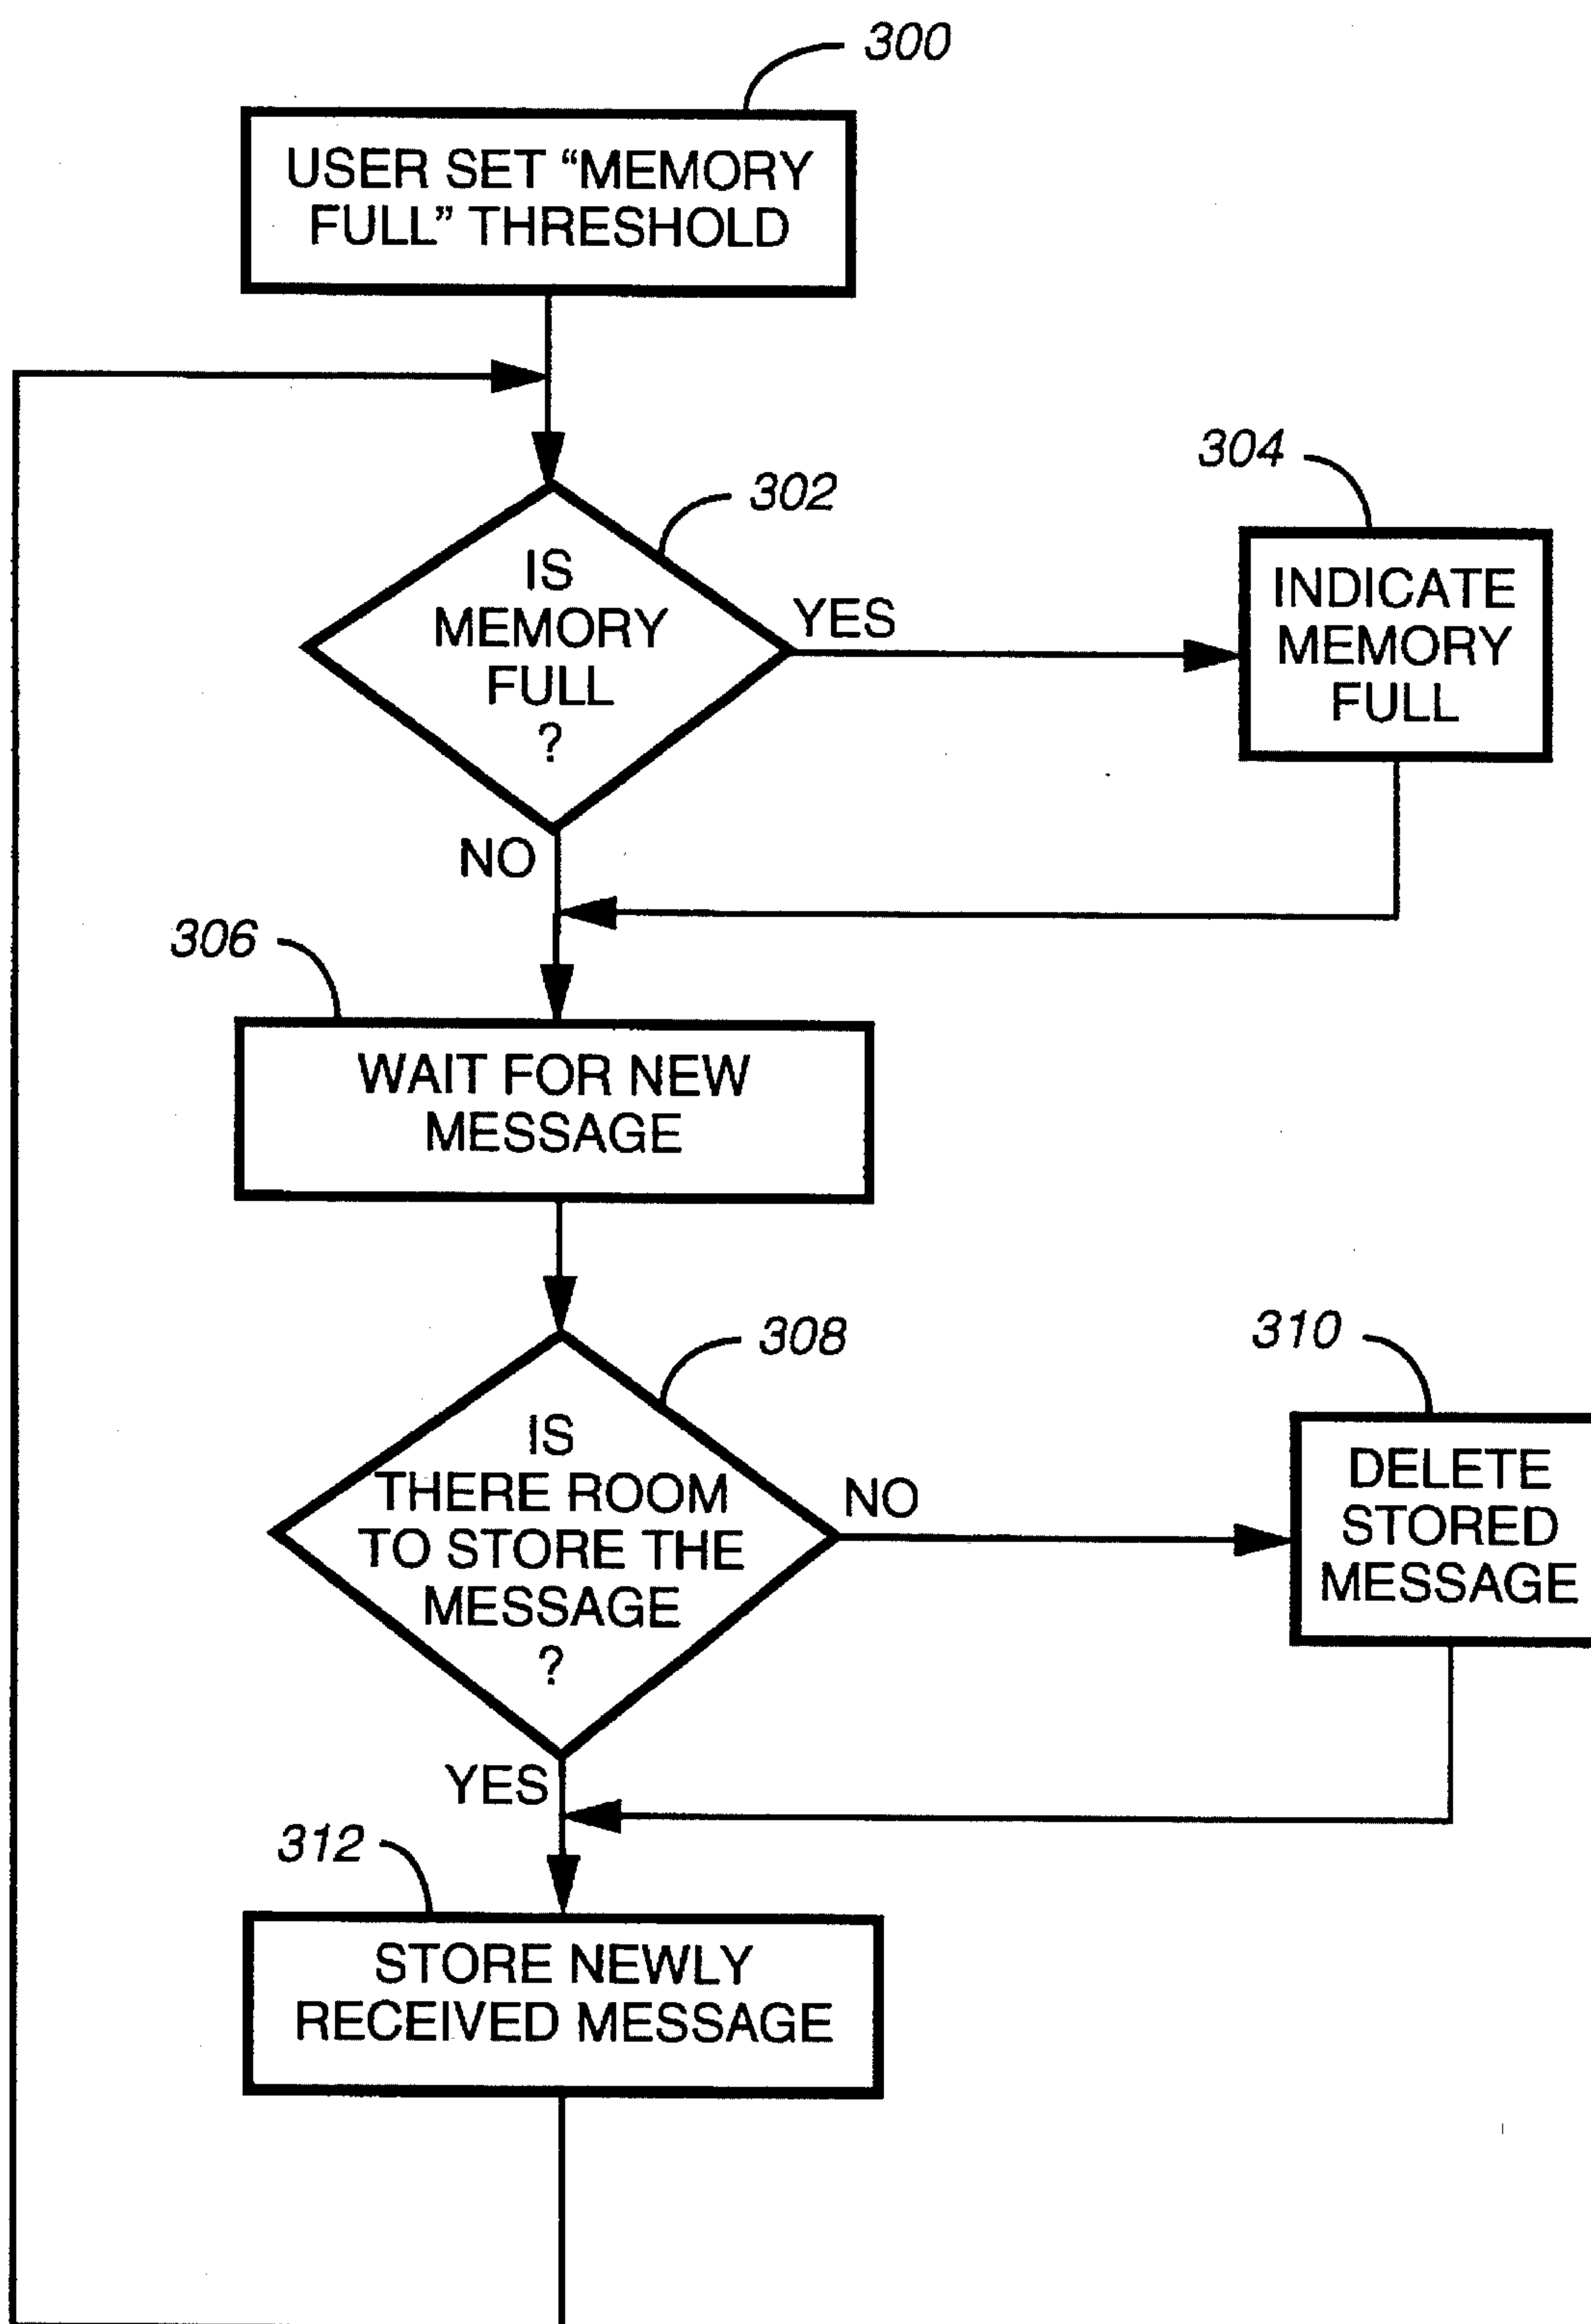 300
USER SET “MEMORY
FULL” THRESHOLD
302
IS
MEMORY
FULL
?
YES
304
INDICATE
MEMORY
FULL
NO
306
WAIT FOR NEW
MESSAGE
308
IS
THERE ROOM
TO STORE THE
MESSAGE
?
NO
310
DELETE
STORED
MESSAGE
YES
312
STORE NEWLY
RECEIVED MESSAGE